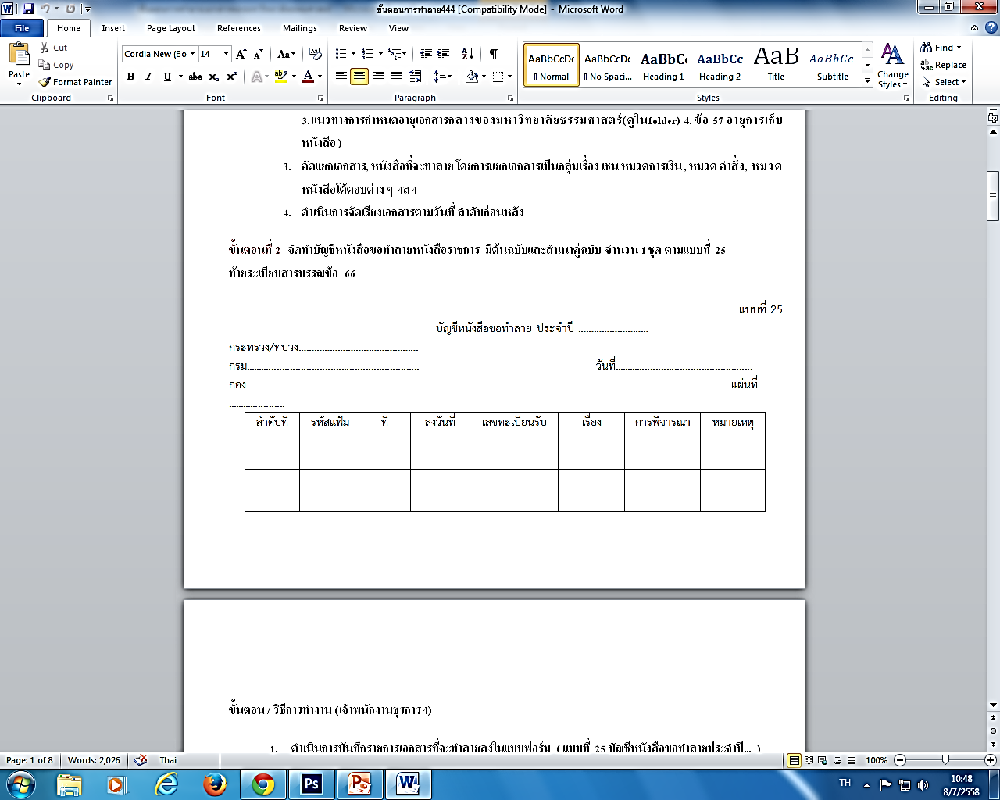 ขั้นตอนการทำลาย444 [Compatibility Mode] - Microsoft Word
File Home Insert Page Layout References Mailings Review View
Paste
Cut
Copy
Format Painter
Clipboard
Cordia New (Bo 14
Font
Paragraph
AaBbCcDc AaBbCcDc AaBbCc AaBbCc AaB AaBbCc.
¶ Normal ¶ No Spaci... Heading 1 Heading 2 Title Subtitle
Change Styles
Styles
Find
Replace
Select
Editing
3.แนวทางการกำหนดอายุเอกสารกลางของมหาวิทยาลัยธรรมศาสตร์(ดูในfolder) 4. ข้อ 57 อายุการเก็บ
หนังสือ )
3. คัดแยกเอกสาร, หนังสือที่จะทำลาย โดยการแยกเอกสารเป็นกลุ่มเรื่อง เช่น หมวดการเงิน , หมวด คำสั่ง, หมวด
หนังสือโต้ตอบต่าง ๆ ฯลฯ
4. ดำเนินการจัดเรียงเอกสารตามวันที่ ลำดับก่อนหลัง
ขั้นตอนที่ 2 จัดทำบัญชีหนังสือขอทำลายหนังสือราชการ มีต้นฉบับและสำเนาคู่ฉบับ จำนวน 1 ชุด ตามแบบที่ 25
ท้ายระเบียบสารบรรณข้อ 66
แบบที่ 25
บัญชีหนังสือขอทำลาย ประจำปี ...........................
กระทรวง/ทบวง...............................................
กรม.................................................................... วันที่......................................................
กอง................................... แผ่นที่
......................
ลำดับที่ รหัสแฟ้ม ที่ ลงวันที่ เลขทะเบียนรับ เรื่อง การพิจารณา หมายเหตุ
ขั้นตอน / วิธีการทำงาน (เจ้าพนักงานธุรการฯ)
1. ดำเนินการบันทึกรายการเอกสารที่จะทำลายลงในแบบฟอร์ม ( แบบที่ 25 บัญชีหนังสือขอทำลายประจำปี... )
Page: 1 of 8 Words: 2,026 Thai 100%
TH 10:48
8/7/2558